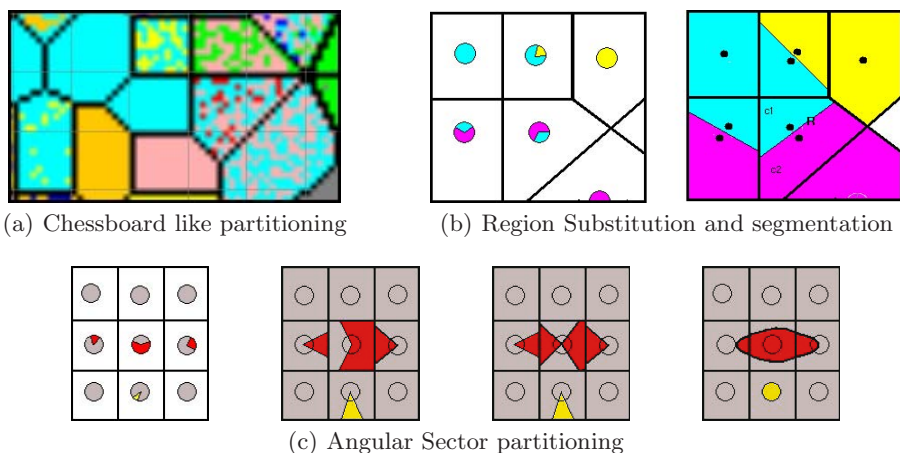 c1
R
c2
(a) Chessboard like partitioning
(b) Region Substitution and segmentation
(c) Angular Sector partitioning